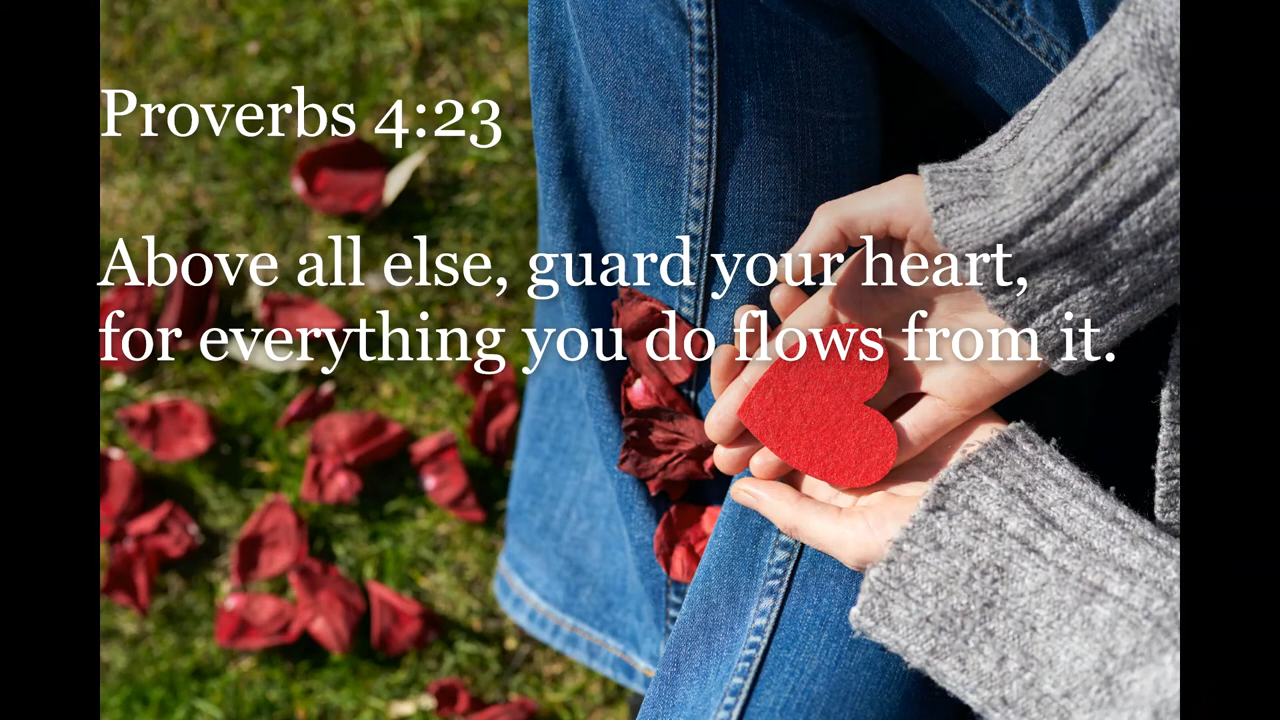 Proverbs 4:23
Above all else, guard your heart,
for everything you do flows from it.